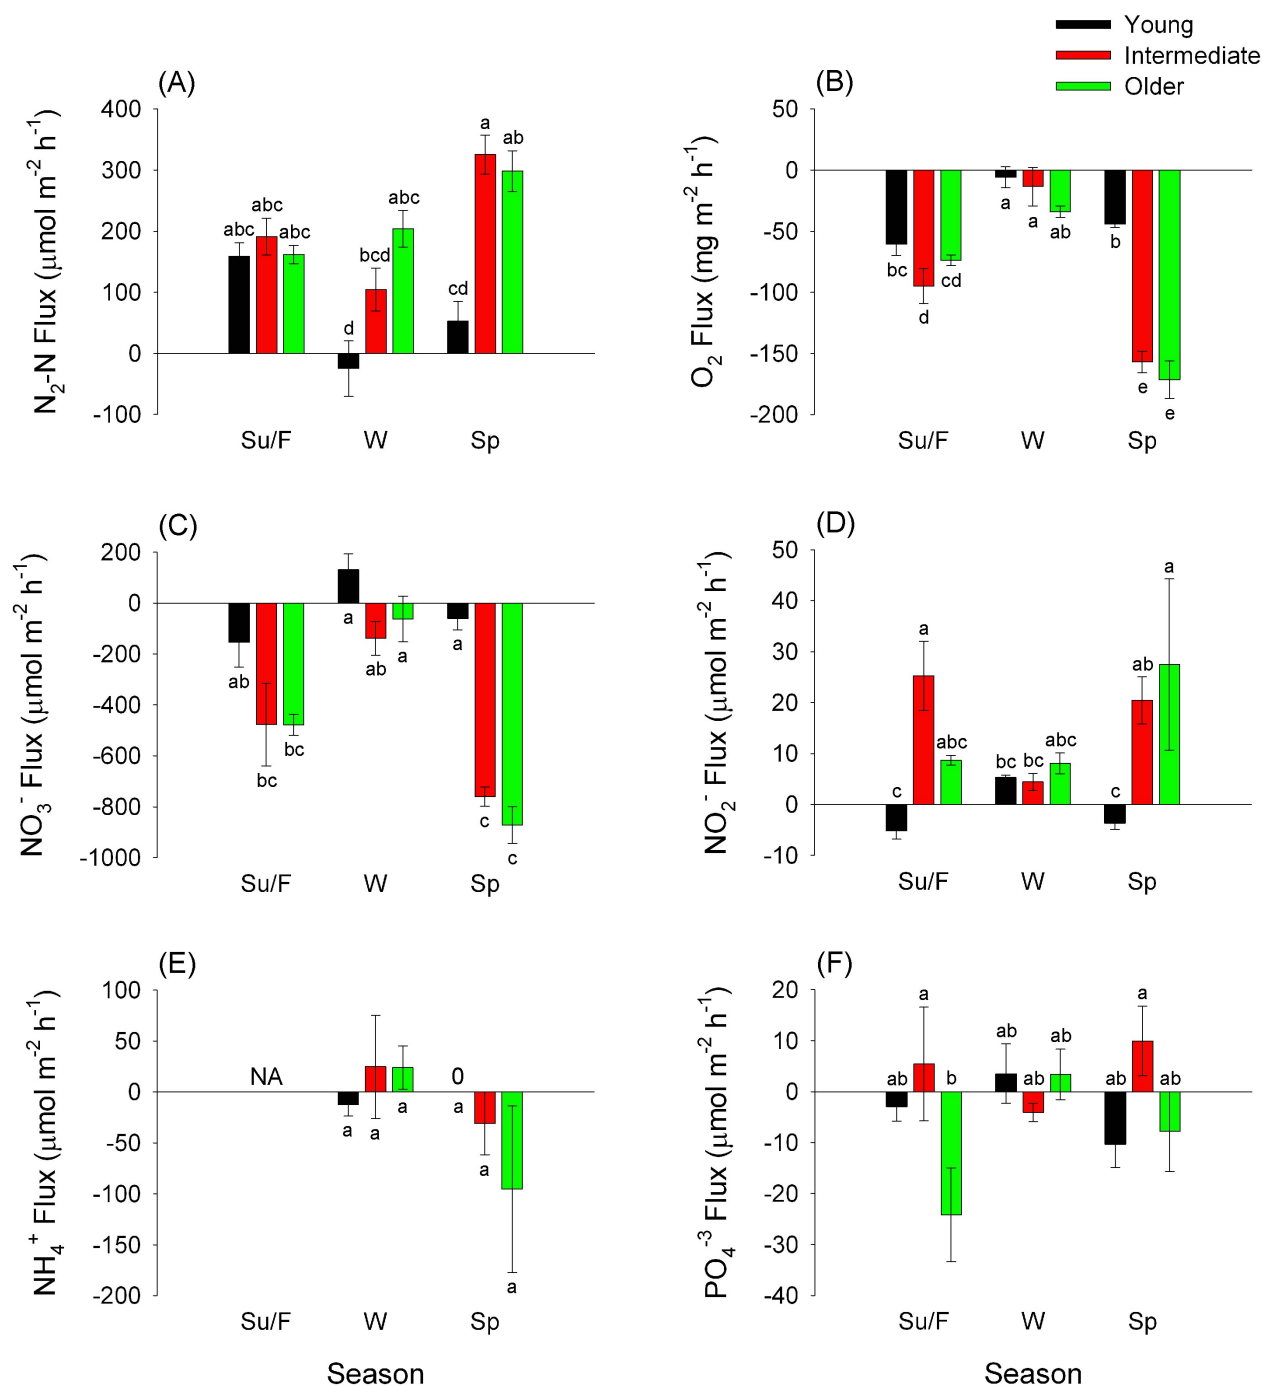 Young
Intermediate
Older
(A)
N₂-N Flux (μmol m⁻² h⁻¹)
400
300
200
100
0
-100
abc abc abc
d bcd abc
cd a ab
Su/F W Sp
(B)
O₂ Flux (mg m⁻² h⁻¹)
50
0
-50
-100
-150
-200
bc d cd
a a ab
b e e
Su/F W Sp
(C)
NO₃⁻ Flux (μmol m⁻² h⁻¹)
200
0
-200
-400
-600
-800
-1000
ab bc bc
a ab a
a c c
Su/F W Sp
(D)
NO₂⁻ Flux (μmol m⁻² h⁻¹)
50
40
30
20
10
0
-10
c a abc
bc bc abc
c ab a
Su/F W Sp
(E)
NH₄⁺ Flux (μmol m⁻² h⁻¹)
100
50
0
-50
-100
-150
-200
NA
a a a
0
a a a
Su/F W Sp
Season
(F)
PO₄⁻³ Flux (μmol m⁻² h⁻¹)
20
10
0
-10
-20
-30
-40
ab a b
ab ab ab
ab a ab
Su/F W Sp
Season